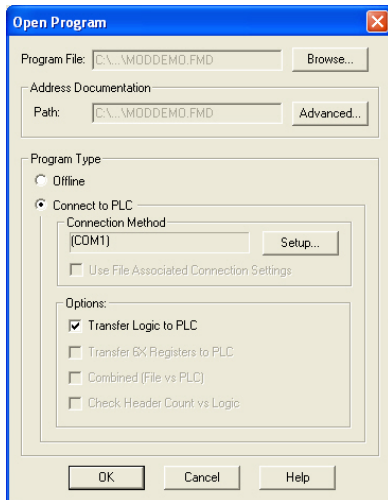 Open Program
Program File: C:\...\MODDEMO.FMD Browse...
Address Documentation
Path: C:\...\MODDEMO.FMD Advanced...
Program Type
Offline
Connect to PLC
Connection Method
(COM1) Setup...
Use File Associated Connection Settings
Options:
Transfer Logic to PLC
Transfer 6X Registers to PLC
Combined (File vs PLC)
Check Header Count vs Logic
OK Cancel Help